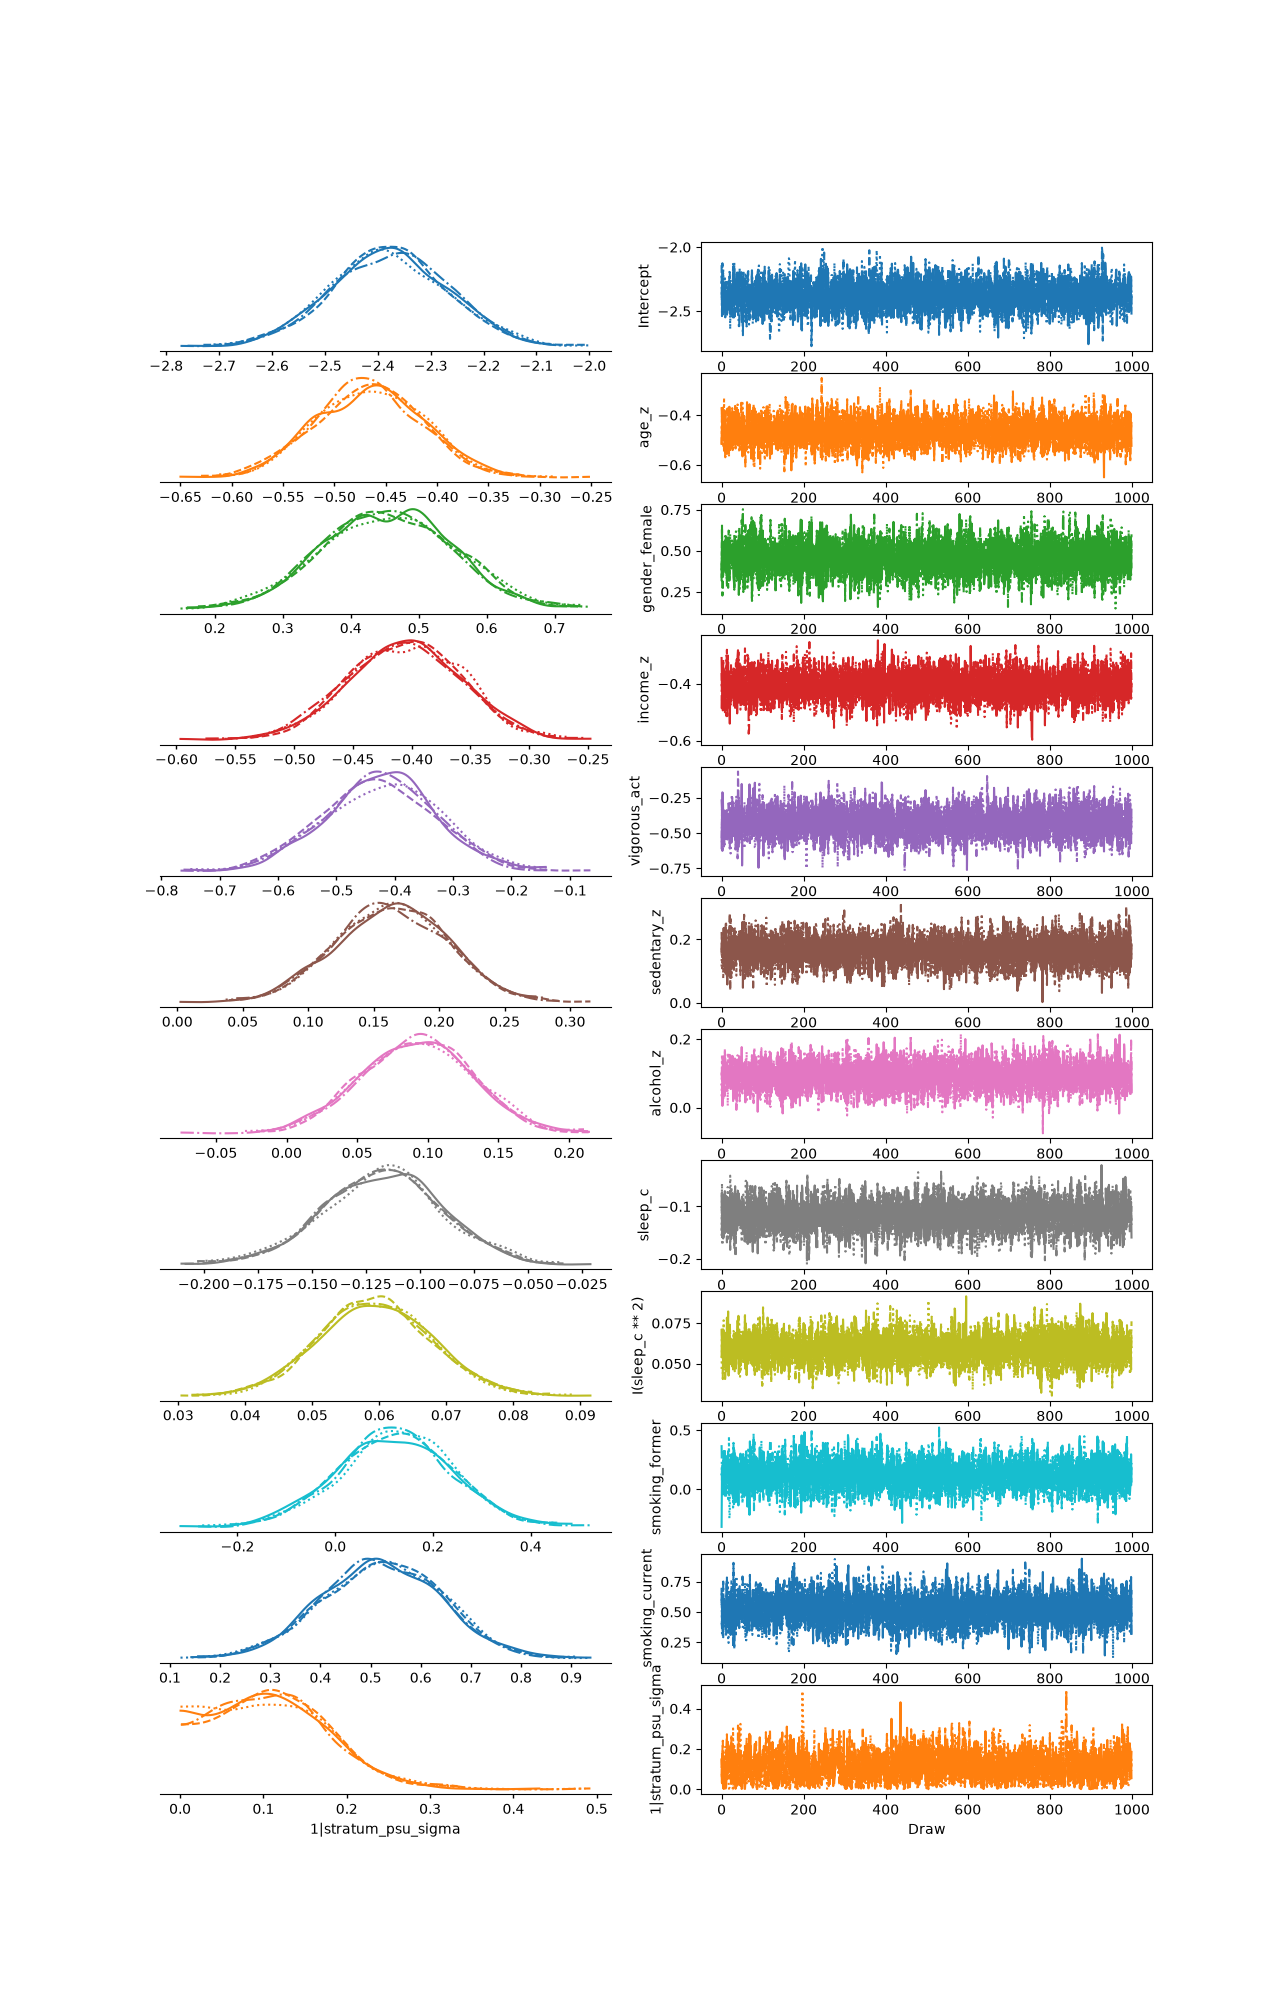 −2.0
−2.5
Intercept
−2.8 −2.7 −2.6 −2.5 −2.4 −2.3 −2.2 −2.1 −2.0
0 200 400 600 800 1000
−0.4
−0.6
age_z
−0.65 −0.60 −0.55 −0.50 −0.45 −0.40 −0.35 −0.30 −0.25
0 200 400 600 800 1000
0.75
0.50
0.25
gender_female
0.2 0.3 0.4 0.5 0.6 0.7
0 200 400 600 800 1000
−0.4
−0.6
income_z
−0.60 −0.55 −0.50 −0.45 −0.40 −0.35 −0.30 −0.25
0 200 400 600 800 1000
−0.25
−0.50
−0.75
vigorous_act
−0.8 −0.7 −0.6 −0.5 −0.4 −0.3 −0.2 −0.1
0 200 400 600 800 1000
0.2
0.0
sedentary_z
0.00 0.05 0.10 0.15 0.20 0.25 0.30
0 200 400 600 800 1000
0.2
0.0
alcohol_z
−0.05 0.00 0.05 0.10 0.15 0.20
0 200 400 600 800 1000
−0.1
−0.2
sleep_c
−0.200 −0.175 −0.150 −0.125 −0.100 −0.075 −0.050 −0.025
0 200 400 600 800 1000
0.075
0.050
I(sleep_c ** 2)
0.03 0.04 0.05 0.06 0.07 0.08 0.09
0 200 400 600 800 1000
0.5
0.0
smoking_former
−0.2 0.0 0.2 0.4
0 200 400 600 800 1000
0.75
0.50
0.25
smoking_current
0.1 0.2 0.3 0.4 0.5 0.6 0.7 0.8 0.9
0 200 400 600 800 1000
0.4
0.2
0.0
1|stratum_psu_sigma
0.0 0.1 0.2 0.3 0.4 0.5
0 200 400 600 800 1000
1|stratum_psu_sigma
Draw